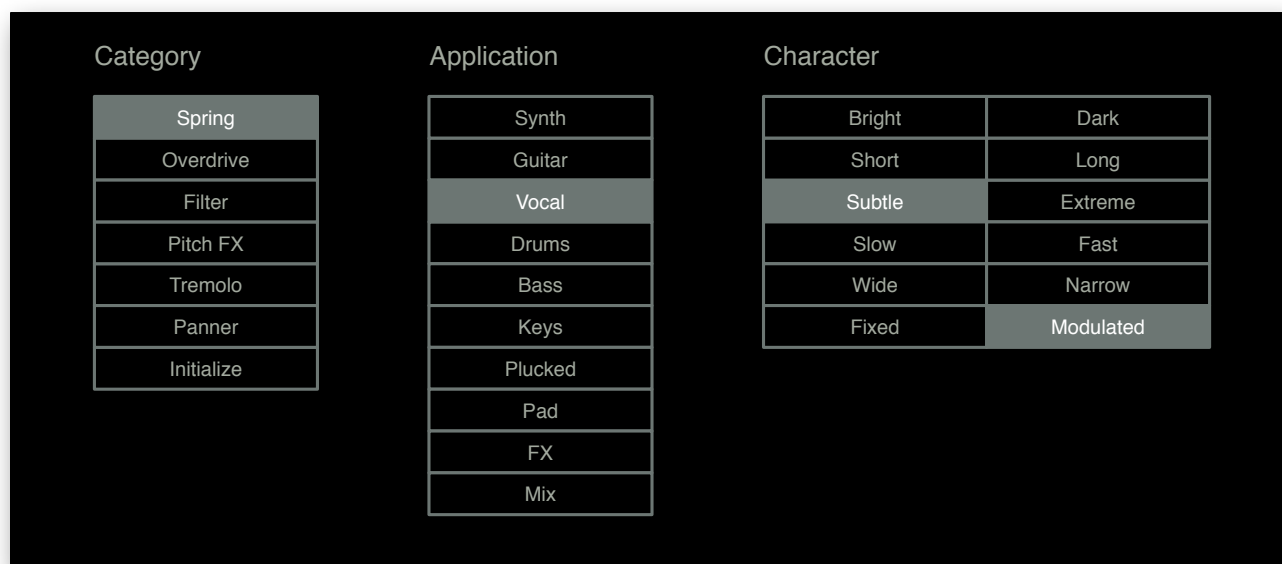 Category
Spring
Overdrive
Filter
Pitch FX
Tremolo
Panner
Initialize
Application
Synth
Guitar
Vocal
Drums
Bass
Keys
Plucked
Pad
FX
Mix
Character
Bright Dark
Short Long
Subtle Extreme
Slow Fast
Wide Narrow
Fixed Modulated